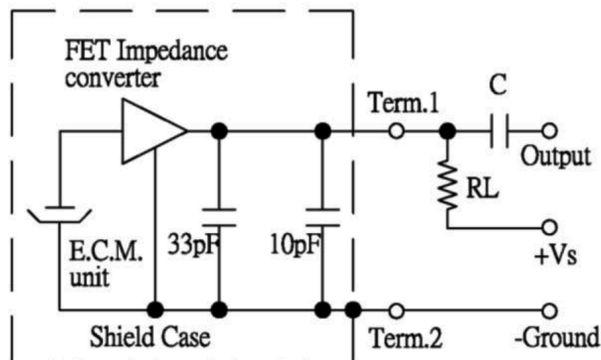 FET Impedance
converter
Term.1
C
Output
RL
+Vs
E.C.M.
unit
33pF
10pF
Shield Case
Term.2
-Ground